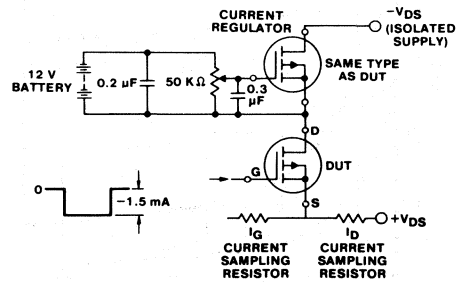 CURRENT
REGULATOR
–VDS
(ISOLATED
SUPPLY)
SAME TYPE
AS DUT
12 V
BATTERY
0.2 µF
50 KΩ
0.3
µF
D
DUT
G
S
0
–1.5 mA
+VDS
IG
CURRENT
SAMPLING
RESISTOR
ID
CURRENT
SAMPLING
RESISTOR